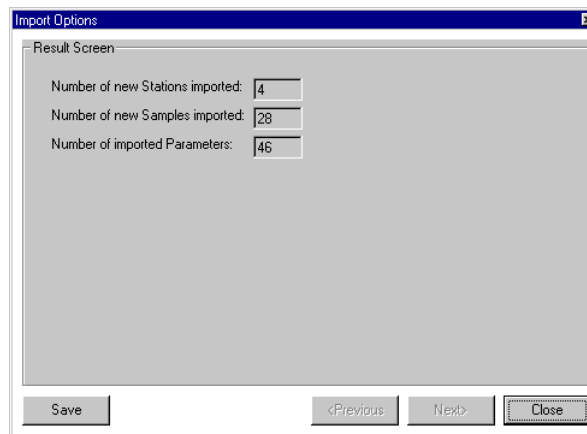 Import Options
Result Screen
Number of new Stations imported: 4
Number of new Samples imported: 28
Number of imported Parameters: 46
Save <Previous Next> Close